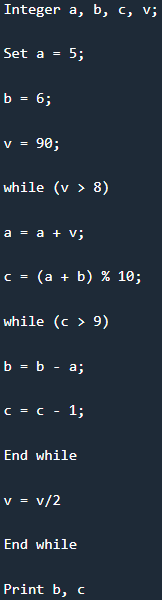 Integer a, b, c, v;
Set a = 5;
b = 6;
v = 90;
while (v > 8)
a = a + v;
c = (a + b) % 10;
while (c > 9)
b = b - a;
c = c - 1;
End while
v = v/2
End while
Print b, c